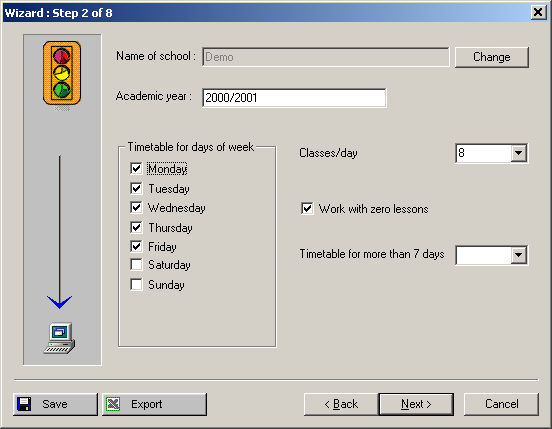 Wizard : Step 2 of 8
Name of school : Demo Change
Academic year : 2000/2001
Timetable for days of week
Monday
Tuesday
Wednesday
Thursday
Friday
Saturday
Sunday
Classes/day 8
Work with zero lessons
Timetable for more than 7 days
Save Export < Back Next > Cancel